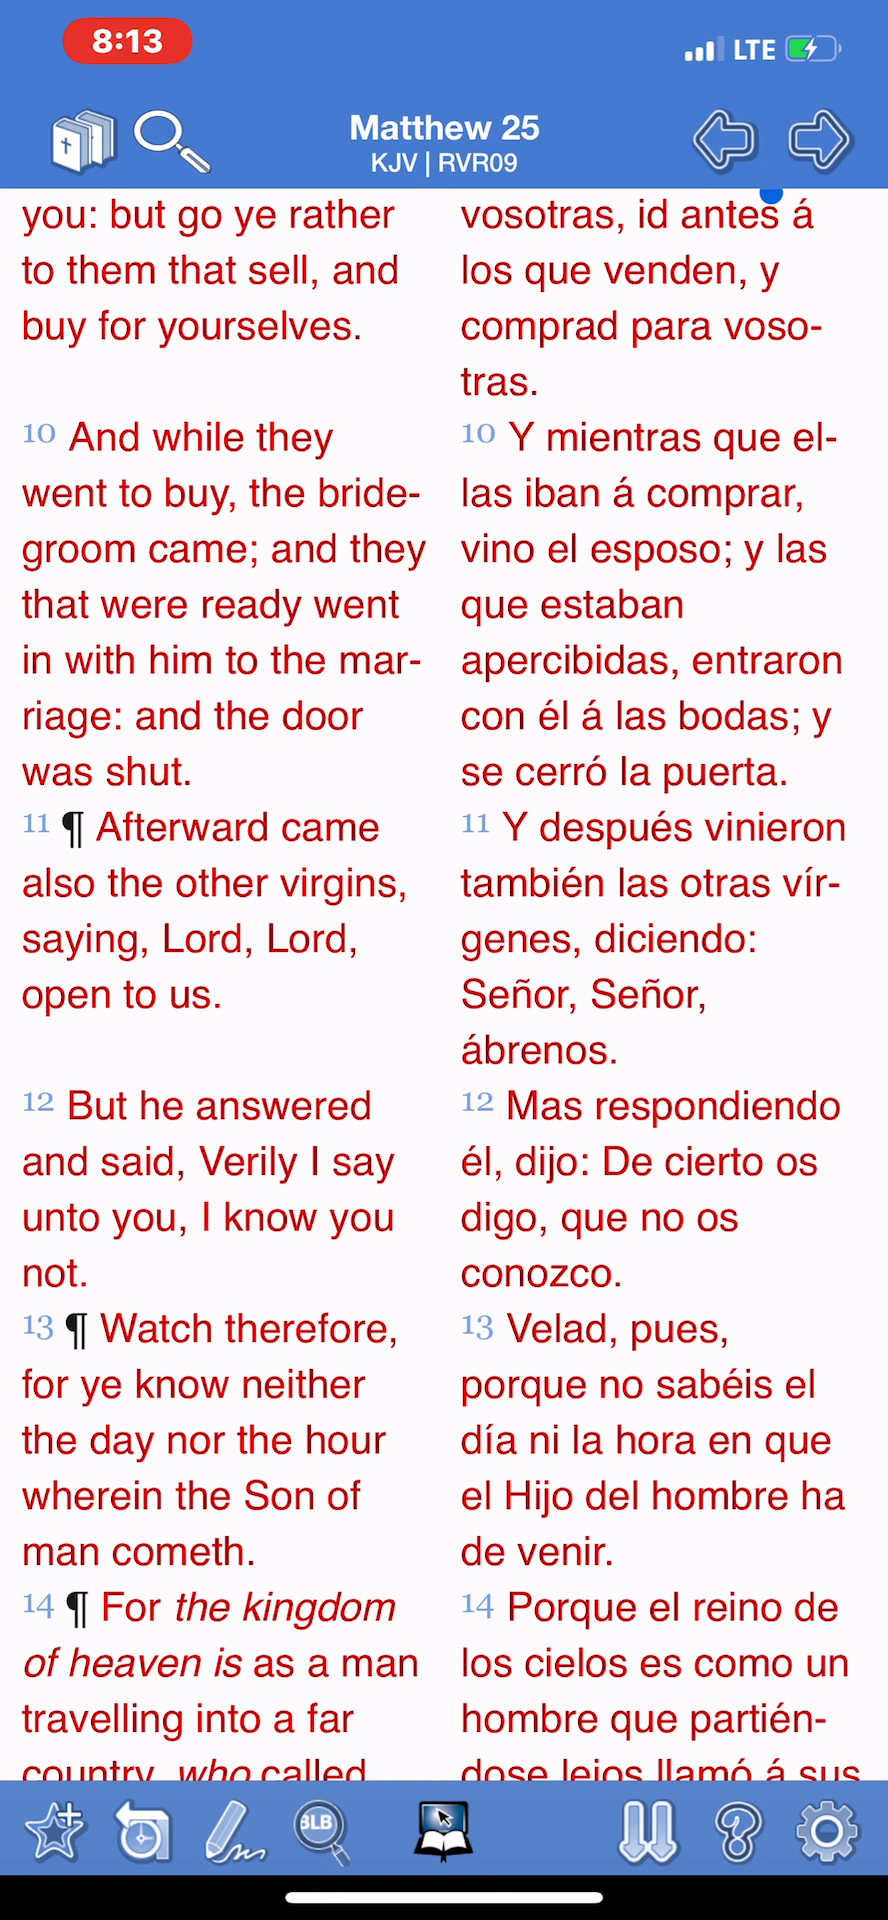 8:13
LTE
Matthew 25
KJV | RVR09
you: but go ye rather
to them that sell, and
buy for yourselves.
10 And while they
went to buy, the bride-
groom came; and they
that were ready went
in with him to the mar-
riage: and the door
was shut.
11 ¶ Afterward came
also the other virgins,
saying, Lord, Lord,
open to us.
12 But he answered
and said, Verily I say
unto you, I know you
not.
13 ¶ Watch therefore,
for ye know neither
the day nor the hour
wherein the Son of
man cometh.
14 ¶ For the kingdom
of heaven is as a man
travelling into a far
country, who called
vosotras, id antes á
los que venden, y
comprad para voso-
tras.
10 Y mientras que el-
las iban á comprar,
vino el esposo; y las
que estaban
apercibidas, entraron
con él á las bodas; y
se cerró la puerta.
11 Y después vinieron
también las otras vír-
genes, diciendo:
Señor, Señor,
ábrenos.
12 Mas respondiendo
él, dijo: De cierto os
digo, que no os
conozco.
13 Velad, pues,
porque no sabéis el
día ni la hora en que
el Hijo del hombre ha
de venir.
14 Porque el reino de
los cielos es como un
hombre que partién-
dose lejos llamó á sus
BLB